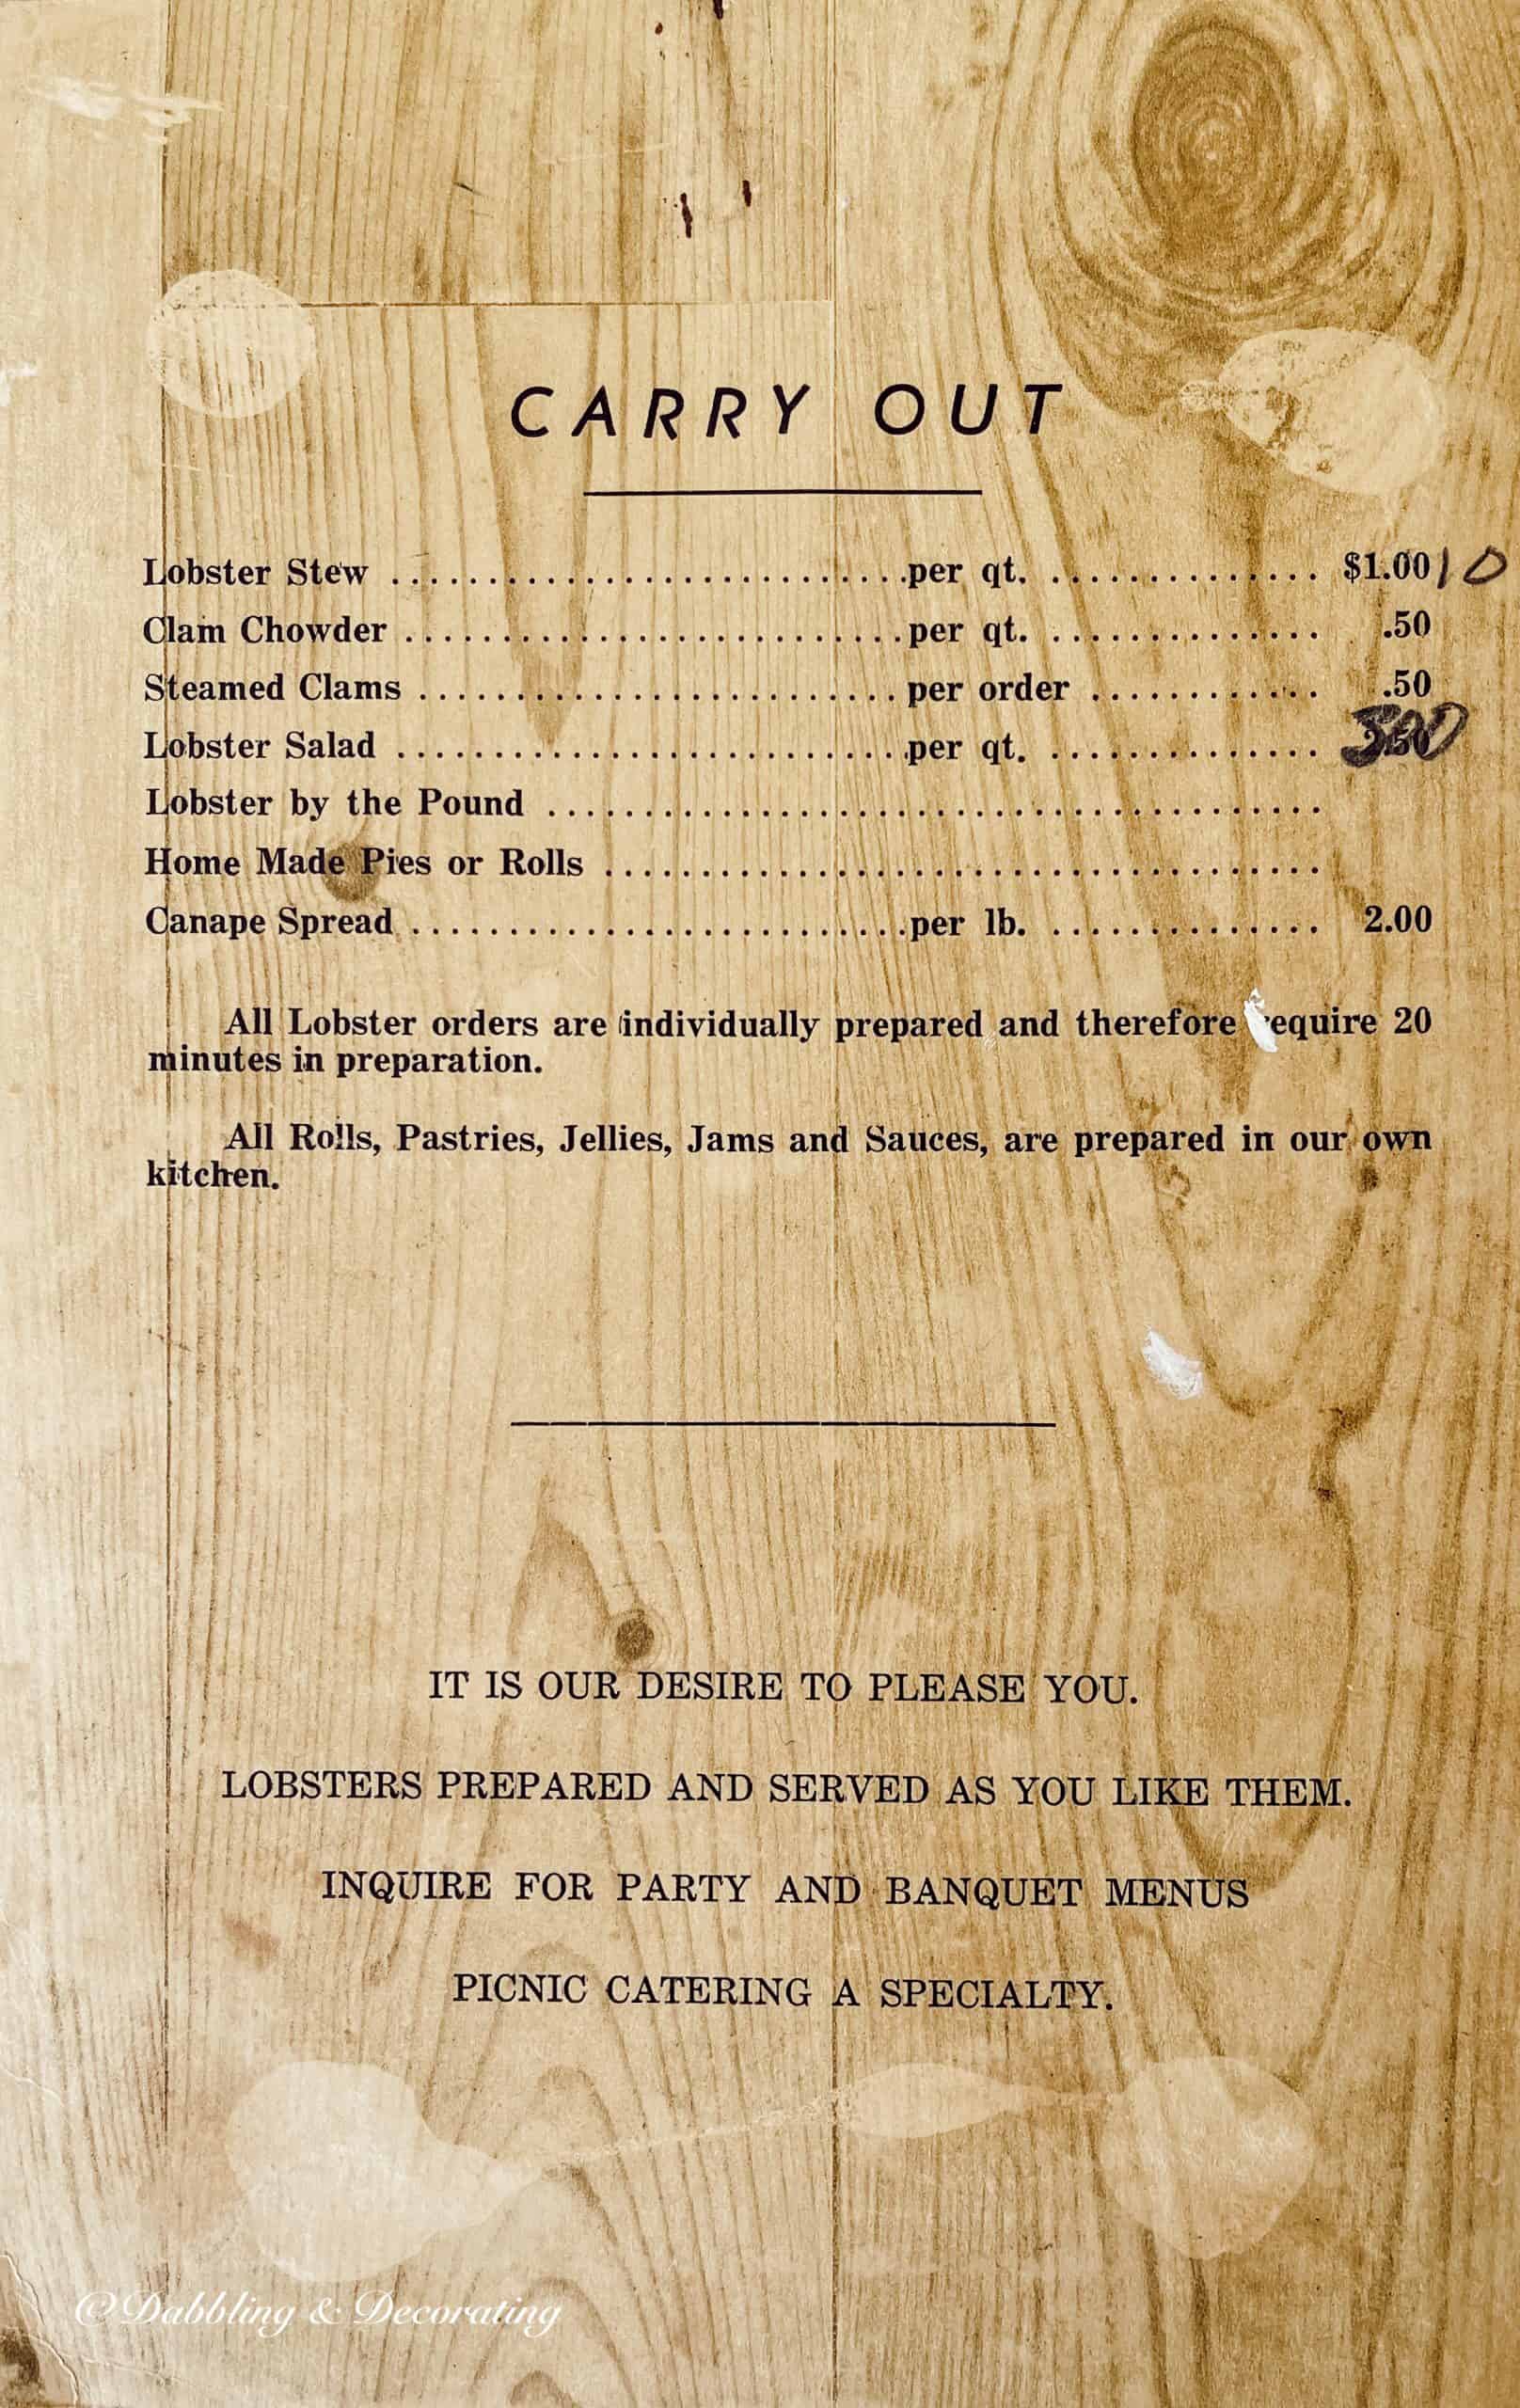 CARRY OUT
Lobster Stew ............................per qt. .............. $1.00 10
Clam Chowder ..........................per qt. .............. .50
Steamed Clams .........................per order ............ .50
Lobster Salad ...........................per qt. ..............
Lobster by the Pound .........................................
Home Made Pies or Rolls ......................................
Canape Spread ..........................per lb. .............. 2.00
All Lobster orders are individually prepared and therefore require 20
minutes in preparation.
All Rolls, Pastries, Jellies, Jams and Sauces, are prepared in our own
kitchen.
IT IS OUR DESIRE TO PLEASE YOU.
LOBSTERS PREPARED AND SERVED AS YOU LIKE THEM.
INQUIRE FOR PARTY AND BANQUET MENUS
PICNIC CATERING A SPECIALTY.
@Dabbling & Decorating